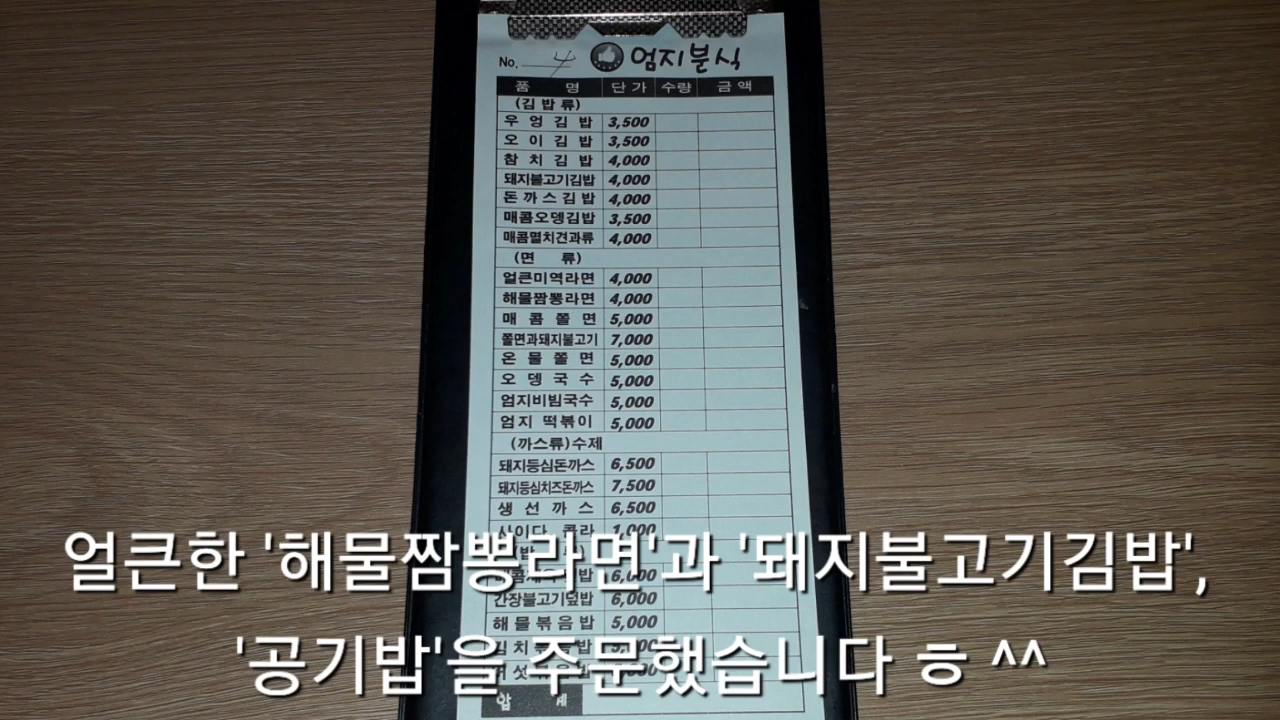 No. 4 엄지분식
품 명 단가 수량 금액
(김밥류)
우엉김밥 3,500
오이김밥 3,500
참치김밥 4,000
돼지불고기김밥 4,000
돈까스김밥 4,000
매콤오뎅김밥 3,500
매콤멸치견과류 4,000
(면 류)
얼큰미역라면 4,000
해물짬뽕라면 4,000
매콤쫄면 5,000
쫄면과돼지불고기 7,000
온물쫄면 5,000
오뎅국수 5,000
엄지비빔국수 5,000
엄지 떡볶이 5,000
(까스류)수제
돼지등심돈까스 6,500
돼지등심치즈돈까스 7,500
생선까스 6,500
사이다 콜라 1,000
얼큰한 '해물짬뽕라면'과 '돼지불고기김밥',
6,000
간장불고기덮밥 6,000
해물볶음밥 5,000
'공기밥'을 주문했습니다 ㅎ ^^